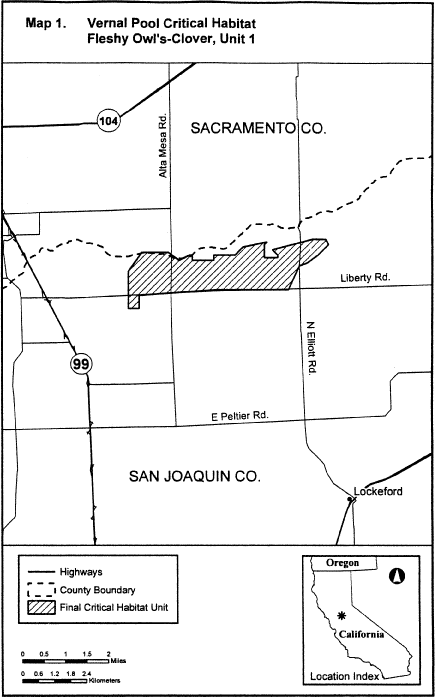 Map 1. Vernal Pool Critical Habitat
Fleshy Owl's-Clover, Unit 1
104
Alta Mesa Rd.
SACRAMENTO CO.
Liberty Rd.
N Elliott Rd.
99
E Peltier Rd.
SAN JOAQUIN CO.
Lockeford
Highways
County Boundary
Final Critical Habitat Unit
0 0.5 1 2
Miles
0 0.6 1.2 1.8 2.4
Kilometers
Oregon
California
Location Index